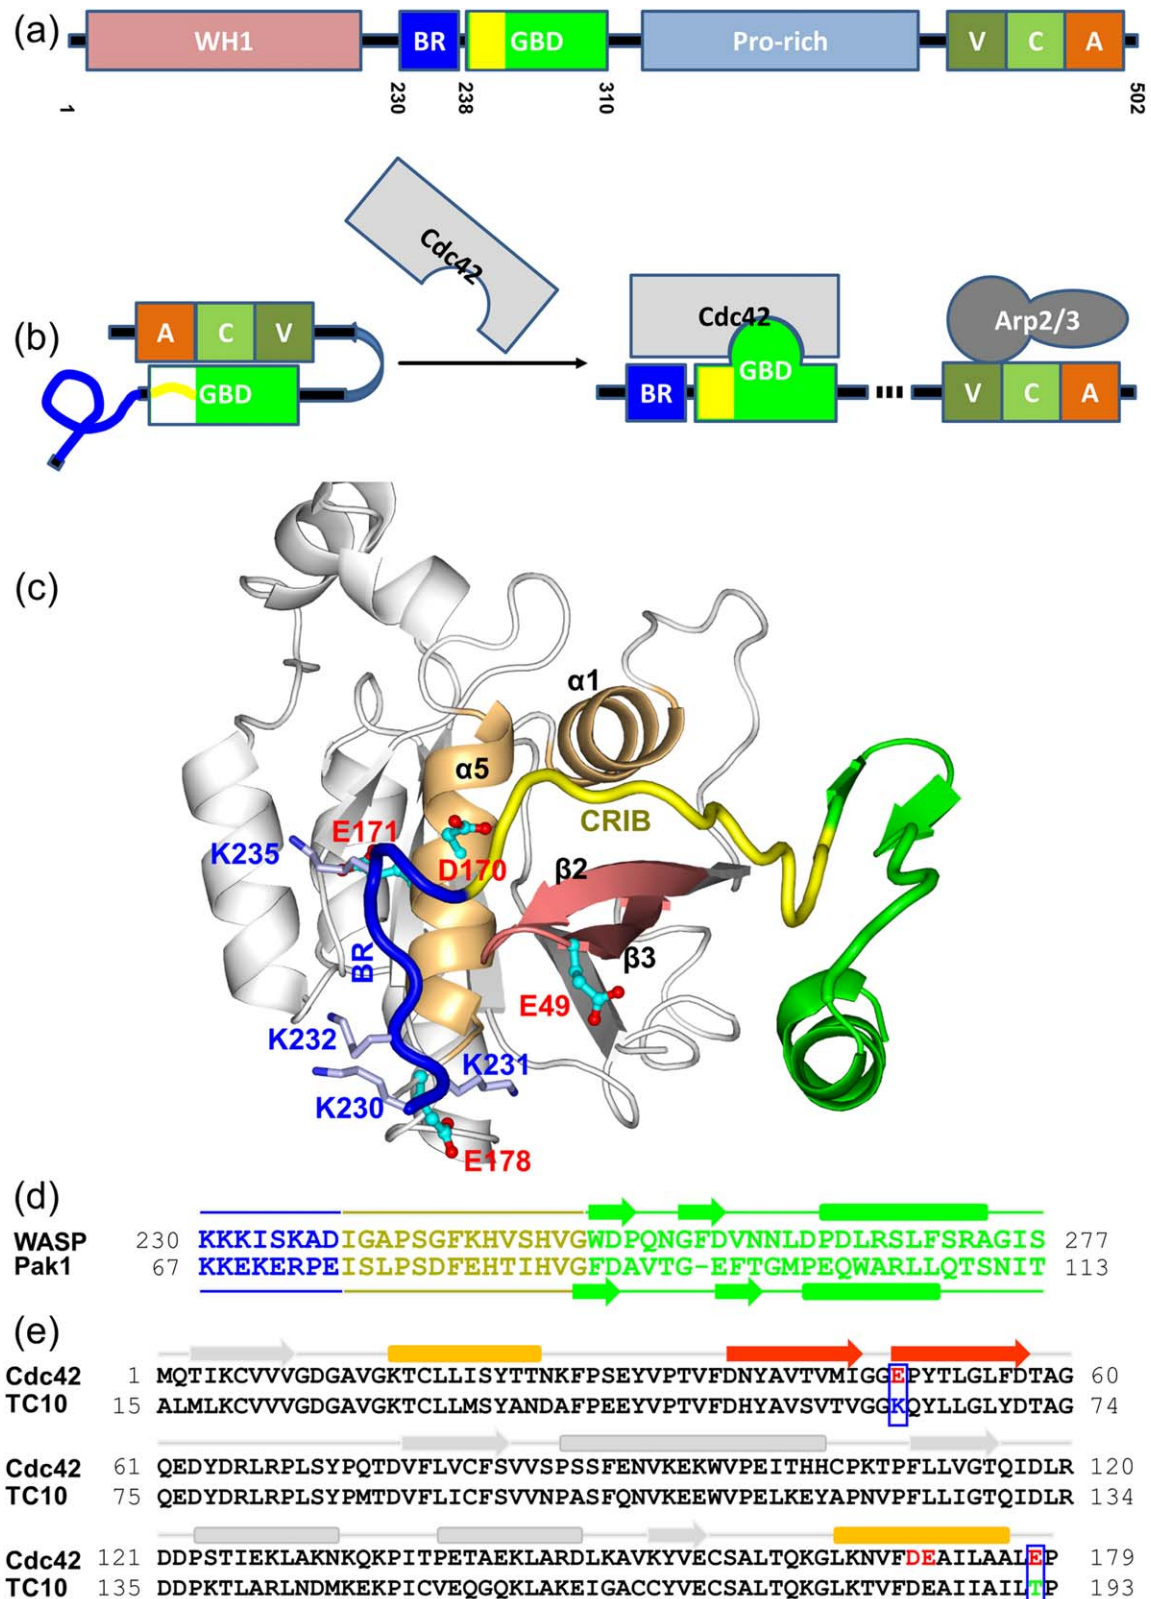 (a)
WH1 BR GBD Pro-rich V C A
1 230 238 310 502
(b)
Cdc42
A C V
GBD
Cdc42
BR GBD
Arp2/3
V C A
(c)
α1
α5
CRIB
E171
K235
D170
β2
BR
β3
E49
K232
K231
K230
E178
(d)
WASP 230 KKKISKADIGAPSGFKHVSHVGWDPQNGFDVNNLDPDLRSLFSRAGIS 277
Pak1 67 KKEKERPEISLPSDFEHTIHVGFDAVTG-EFTGMPEQWARLLQTSNIT 113
(e)
Cdc42 1 MQTIKCVVVGDGAVGKTCLLISYTTNKFPSEYVPTVFDNYAVTVMIGGEPYTLGLFDTAG 60
TC10 15 ALMLKCVVVGDGAVGKTCLLMSYANDAFPEEYVPTVFDHYAVSVTVGGKQYLLGLYDTAG 74
Cdc42 61 QEDYDRLRPLSYPQTDVFLVCFSVVSPSSFENVKEKWVPEITHHCPKTPFLLVGTQIDLR 120
TC10 75 QEDYDRLRPLSYPMTDVFLICFSVVNPASFQNVKEEWVPELKEYAPNVPFLLIGTQIDLR 134
Cdc42 121 DDPSTIEKLAKNKQKPITPETAEKLARDLKAVKYVECSALTQKGLKNVFDEAILAALEP 179
TC10 135 DDPKTLARLNDMKEKPICVEQGQKLAKEIGACCYVECSALTQKGLKTVFDEAIIAILTP 193